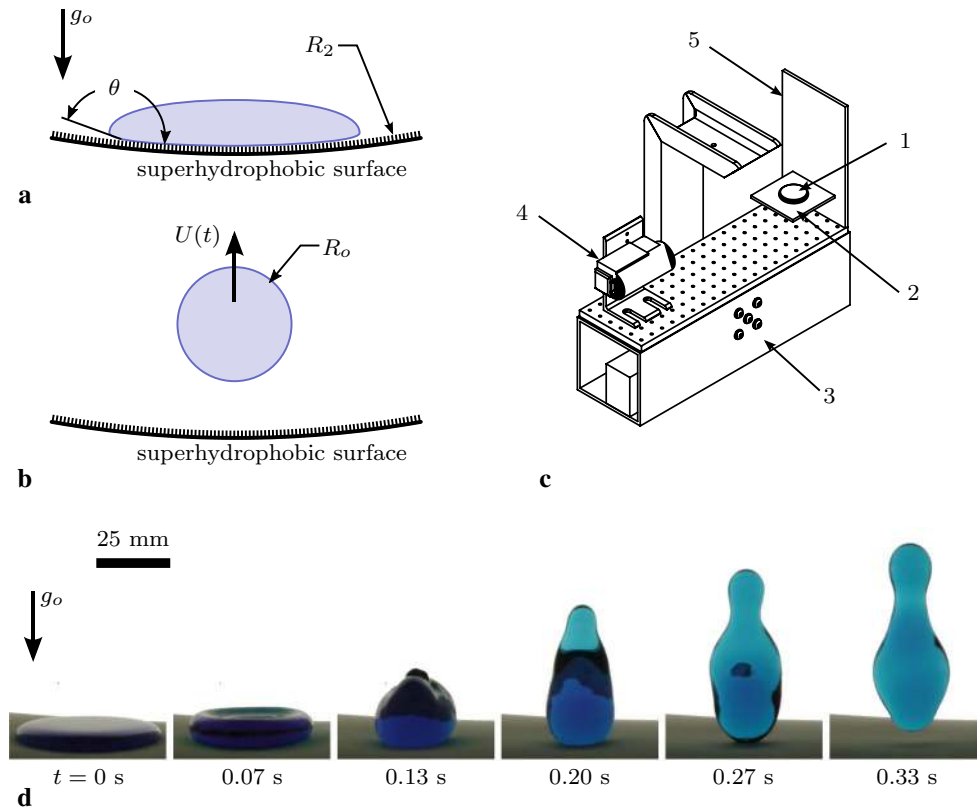 g_o
R_2
θ
superhydrophobic surface
a
U(t)
R_o
superhydrophobic surface
b
5
1
4
2
3
c
25 mm
g_o
t = 0 s 0.07 s 0.13 s 0.20 s 0.27 s 0.33 s
d